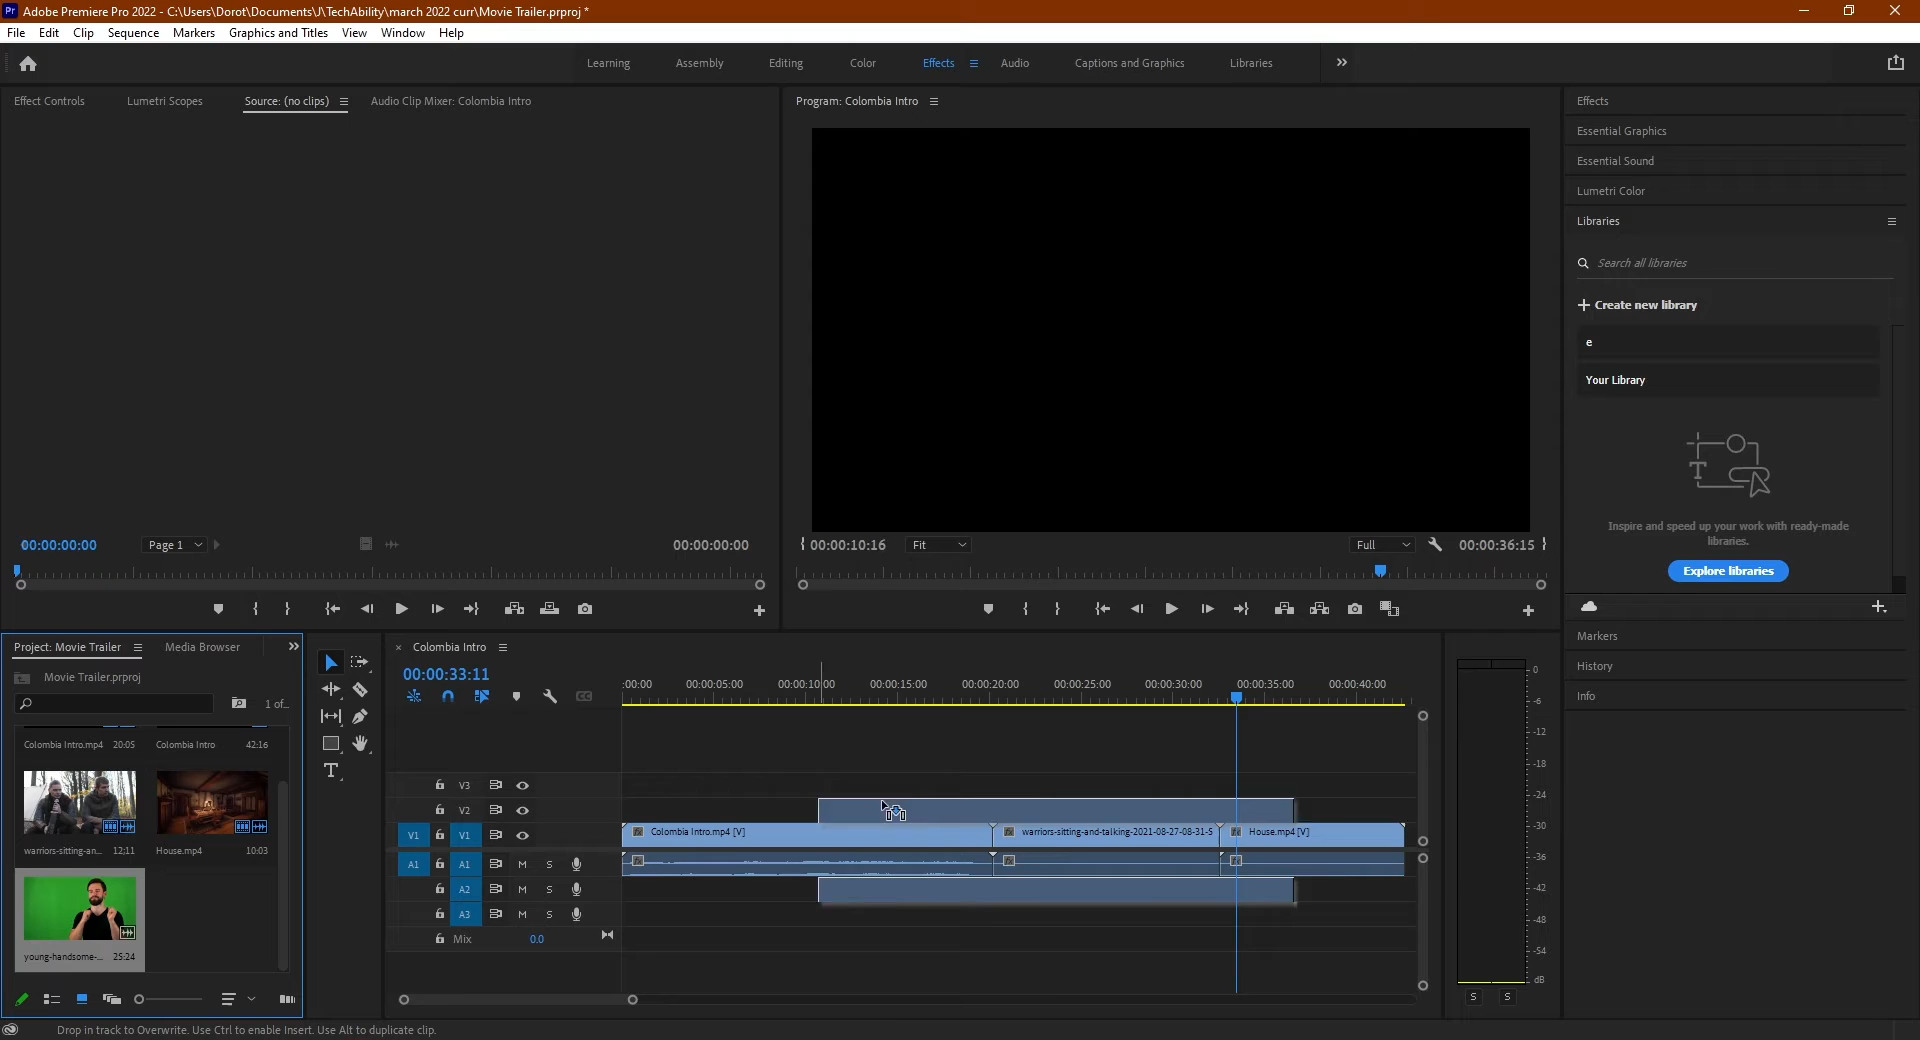 Pr Adobe Premiere Pro 2022 - C:\Users\Dorot\Documents\J\TechAbility\march 2022 curr\Movie Trailer.prproj *
File Edit Clip Sequence Markers Graphics and Titles View Window Help
Learning Assembly Editing Color Effects Audio Captions and Graphics Libraries
Effect Controls Lumetri Scopes Source: (no clips) Audio Clip Mixer: Colombia Intro
Program: Colombia Intro
Effects
Essential Graphics
Essential Sound
Lumetri Color
Libraries
Search all libraries
+ Create new library
e
Your Library
Inspire and speed up your work with ready-made
libraries.
Explore libraries
Markers
History
Info
00:00:00:00 Page 1 00:00:00:00
00:00:10:16 Fit Full 00:00:36:15
Project: Movie Trailer Media Browser
Movie Trailer.prproj
1 of...
Colombia Intro.mp4 20:05 Colombia Intro 42:16
warriors-sitting-an... 12;11 House.mp4 10:03
young-handsome-... 25:24
T
× Colombia Intro
00:00:33:11
:00:00 00:00:05:00 00:00:10:00 00:00:15:00 00:00:20:00 00:00:25:00 00:00:30:00 00:00:35:00 00:00:40:00
V3
V2
V1 V1 fx Colombia Intro.mp4 [V] fx warriors-sitting-and-talking-2021-08-27-08-31-5 fx House.mp4 [V]
A1 A1 M S fx fx fx
A2 M S
A3 M S
Mix 0.0
0
-6
-12
-18
-24
-30
-36
-42
-48
-54
dB
S S
Drop in track to Overwrite. Use Ctrl to enable Insert. Use Alt to duplicate clip.